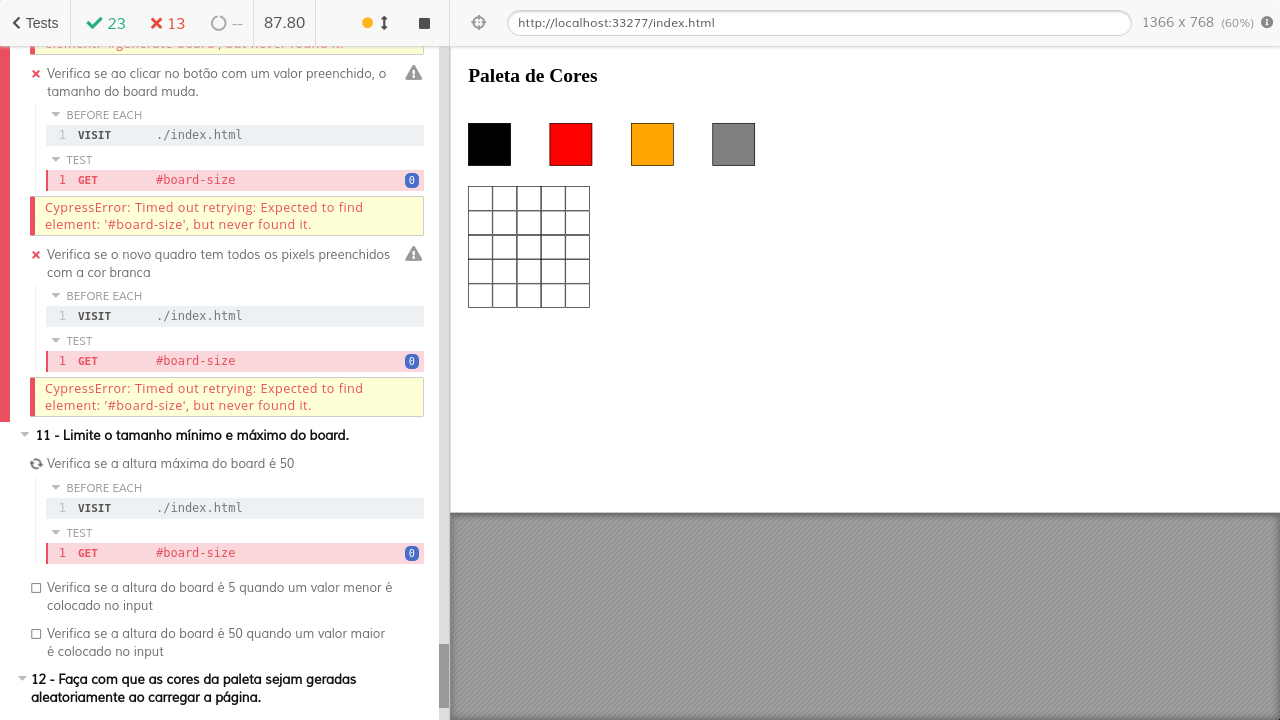 Tests 23 13 -- 87.80
http://localhost:33277/index.html 1366 x 768 (60%)
element: '#generate-board', but never found it.
Verifica se ao clicar no botão com um valor preenchido, o
tamanho do board muda.
BEFORE EACH
1 VISIT ./index.html
TEST
1 GET #board-size 0
CypressError: Timed out retrying: Expected to find
element: '#board-size', but never found it.
Verifica se o novo quadro tem todos os pixels preenchidos
com a cor branca
BEFORE EACH
1 VISIT ./index.html
TEST
1 GET #board-size 0
CypressError: Timed out retrying: Expected to find
element: '#board-size', but never found it.
11 - Limite o tamanho mínimo e máximo do board.
Verifica se a altura máxima do board é 50
BEFORE EACH
1 VISIT ./index.html
TEST
1 GET #board-size 0
Verifica se a altura do board é 5 quando um valor menor é
colocado no input
Verifica se a altura do board é 50 quando um valor maior
é colocado no input
12 - Faça com que as cores da paleta sejam geradas
aleatoriamente ao carregar a página.
Paleta de Cores